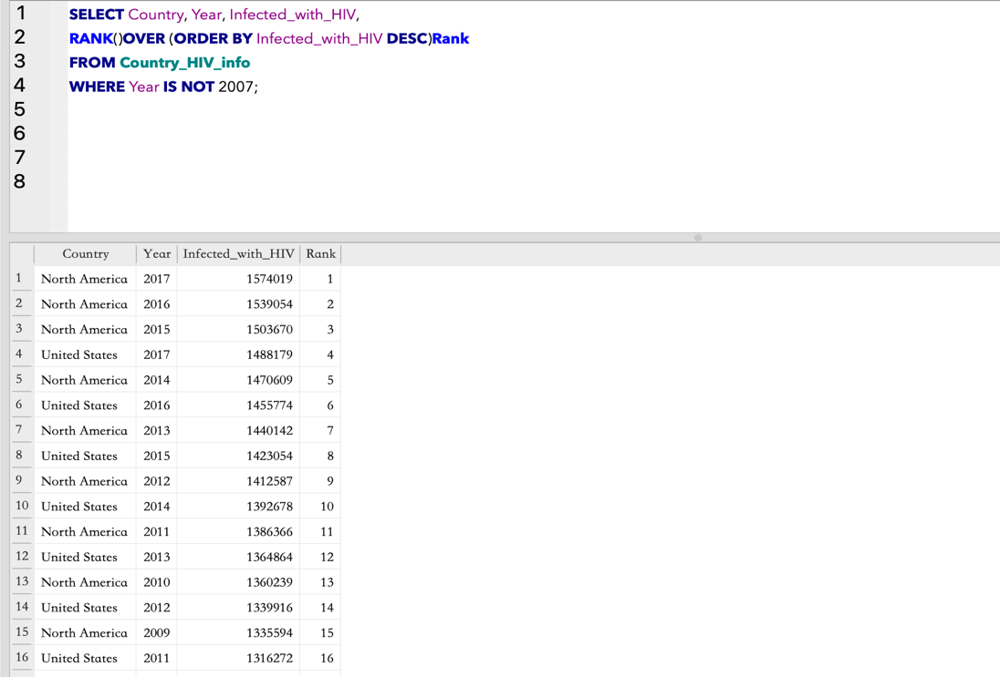 1 SELECT Country, Year, Infected_with_HIV,
2 RANK()OVER (ORDER BY Infected_with_HIV DESC)Rank
3 FROM Country_HIV_info
4 WHERE Year IS NOT 2007;
5
6
7
8
Country Year Infected_with_HIV Rank
1 North America 2017 1574019 1
2 North America 2016 1539054 2
3 North America 2015 1503670 3
4 United States 2017 1488179 4
5 North America 2014 1470609 5
6 United States 2016 1455774 6
7 North America 2013 1440142 7
8 United States 2015 1423054 8
9 North America 2012 1412587 9
10 United States 2014 1392678 10
11 North America 2011 1386366 11
12 United States 2013 1364864 12
13 North America 2010 1360239 13
14 United States 2012 1339916 14
15 North America 2009 1335594 15
16 United States 2011 1316272 16